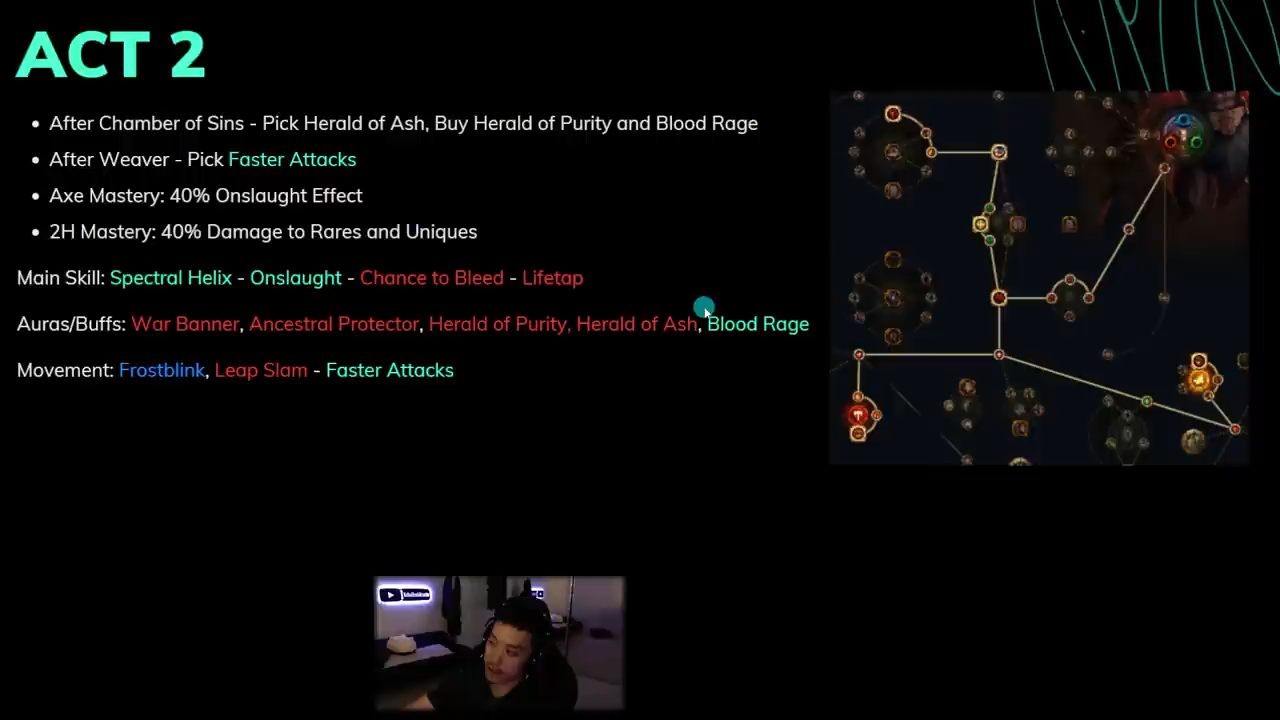 ACT 2
• After Chamber of Sins - Pick Herald of Ash, Buy Herald of Purity and Blood Rage
• After Weaver - Pick Faster Attacks
• Axe Mastery: 40% Onslaught Effect
• 2H Mastery: 40% Damage to Rares and Uniques
Main Skill: Spectral Helix - Onslaught - Chance to Bleed - Lifetap
Auras/Buffs: War Banner, Ancestral Protector, Herald of Purity, Herald of Ash, Blood Rage
Movement: Frostblink, Leap Slam - Faster Attacks